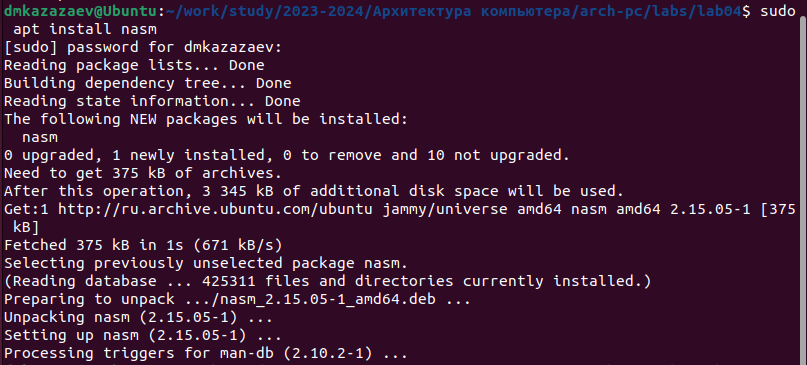 dmkazazaev@Ubuntu:~/work/study/2023-2024/Архитектура компьютера/arch-pc/labs/lab04$ sudo
 apt install nasm
[sudo] password for dmkazazaev:
Reading package lists... Done
Building dependency tree... Done
Reading state information... Done
The following NEW packages will be installed:
  nasm
0 upgraded, 1 newly installed, 0 to remove and 10 not upgraded.
Need to get 375 kB of archives.
After this operation, 3 345 kB of additional disk space will be used.
Get:1 http://ru.archive.ubuntu.com/ubuntu jammy/universe amd64 nasm amd64 2.15.05-1 [375
 kB]
Fetched 375 kB in 1s (671 kB/s)
Selecting previously unselected package nasm.
(Reading database ... 425311 files and directories currently installed.)
Preparing to unpack .../nasm_2.15.05-1_amd64.deb ...
Unpacking nasm (2.15.05-1) ...
Setting up nasm (2.15.05-1) ...
Processing triggers for man-db (2.10.2-1) ...